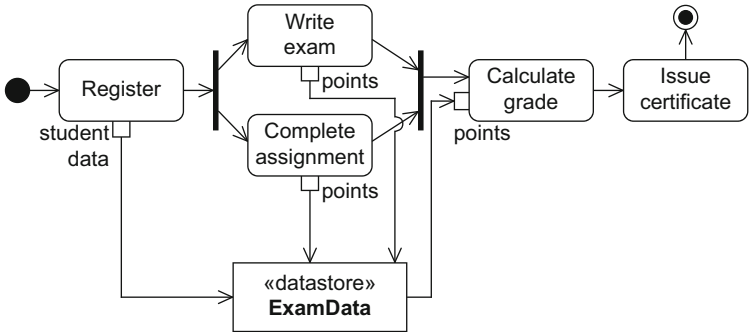 Write
exam
points
Register
Calculate
grade
Issue
certificate
student
data
Complete
assignment
points
points
«datastore»
ExamData